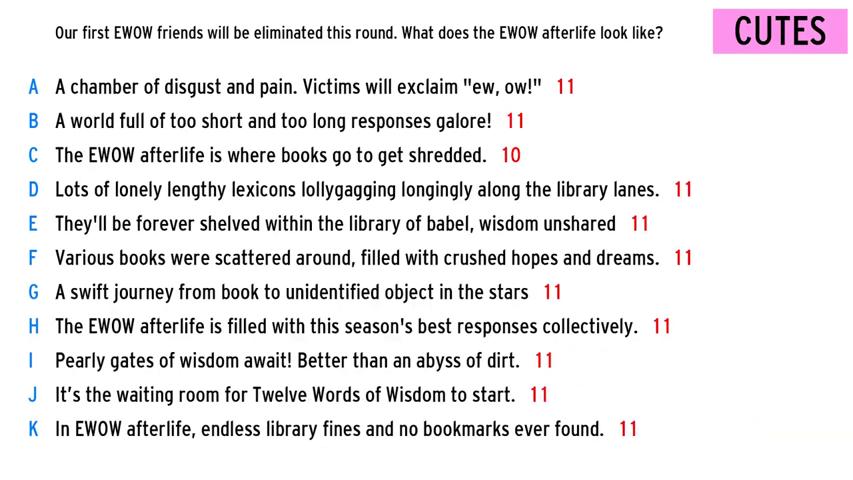 Our first EWOW friends will be eliminated this round. What does the EWOW afterlife look like?
CUTES
A A chamber of disgust and pain. Victims will exclaim "ew, ow!" 11
B A world full of too short and too long responses galore! 11
C The EWOW afterlife is where books go to get shredded. 10
D Lots of lonely lengthy lexicons lollygagging longingly along the library lanes. 11
E They'll be forever shelved within the library of babel, wisdom unshared 11
F Various books were scattered around, filled with crushed hopes and dreams. 11
G A swift journey from book to unidentified object in the stars 11
H The EWOW afterlife is filled with this season's best responses collectively. 11
I Pearly gates of wisdom await! Better than an abyss of dirt. 11
J It’s the waiting room for Twelve Words of Wisdom to start. 11
K In EWOW afterlife, endless library fines and no bookmarks ever found. 11